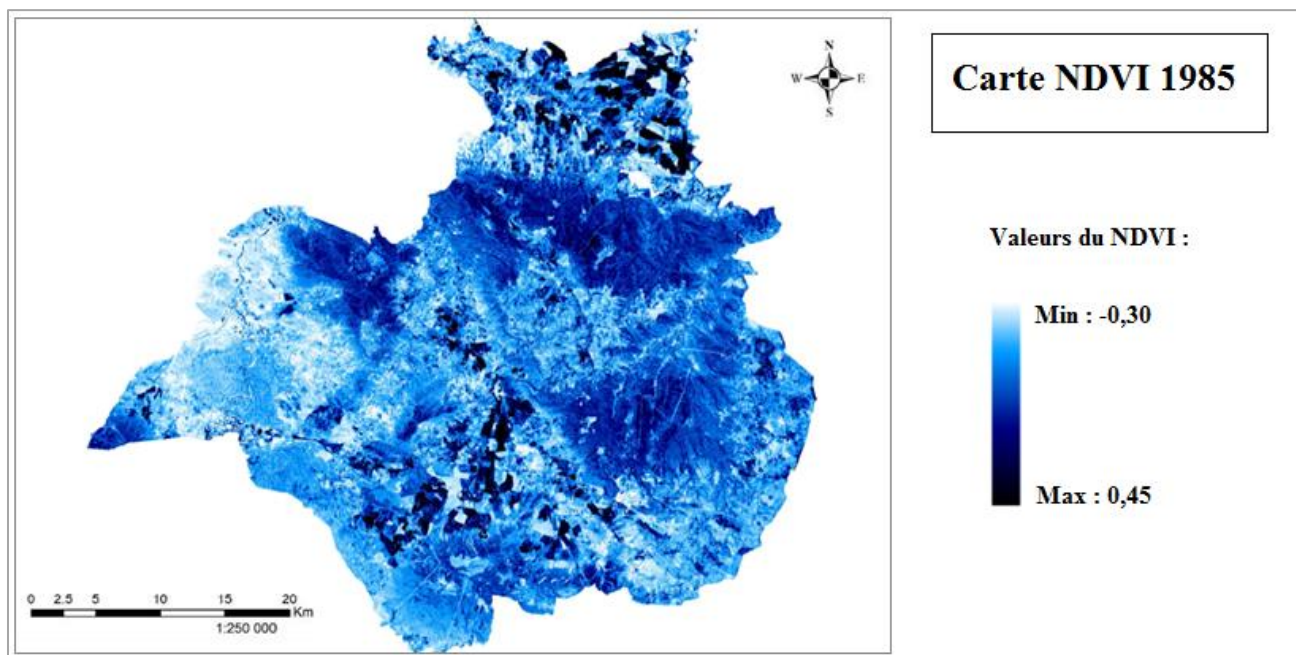 Carte NDVI 1985
N
W E
S
Valeurs du NDVI :
Min : -0,30
Max : 0,45
0 2.5 5 10 15 20
Km
1:250 000